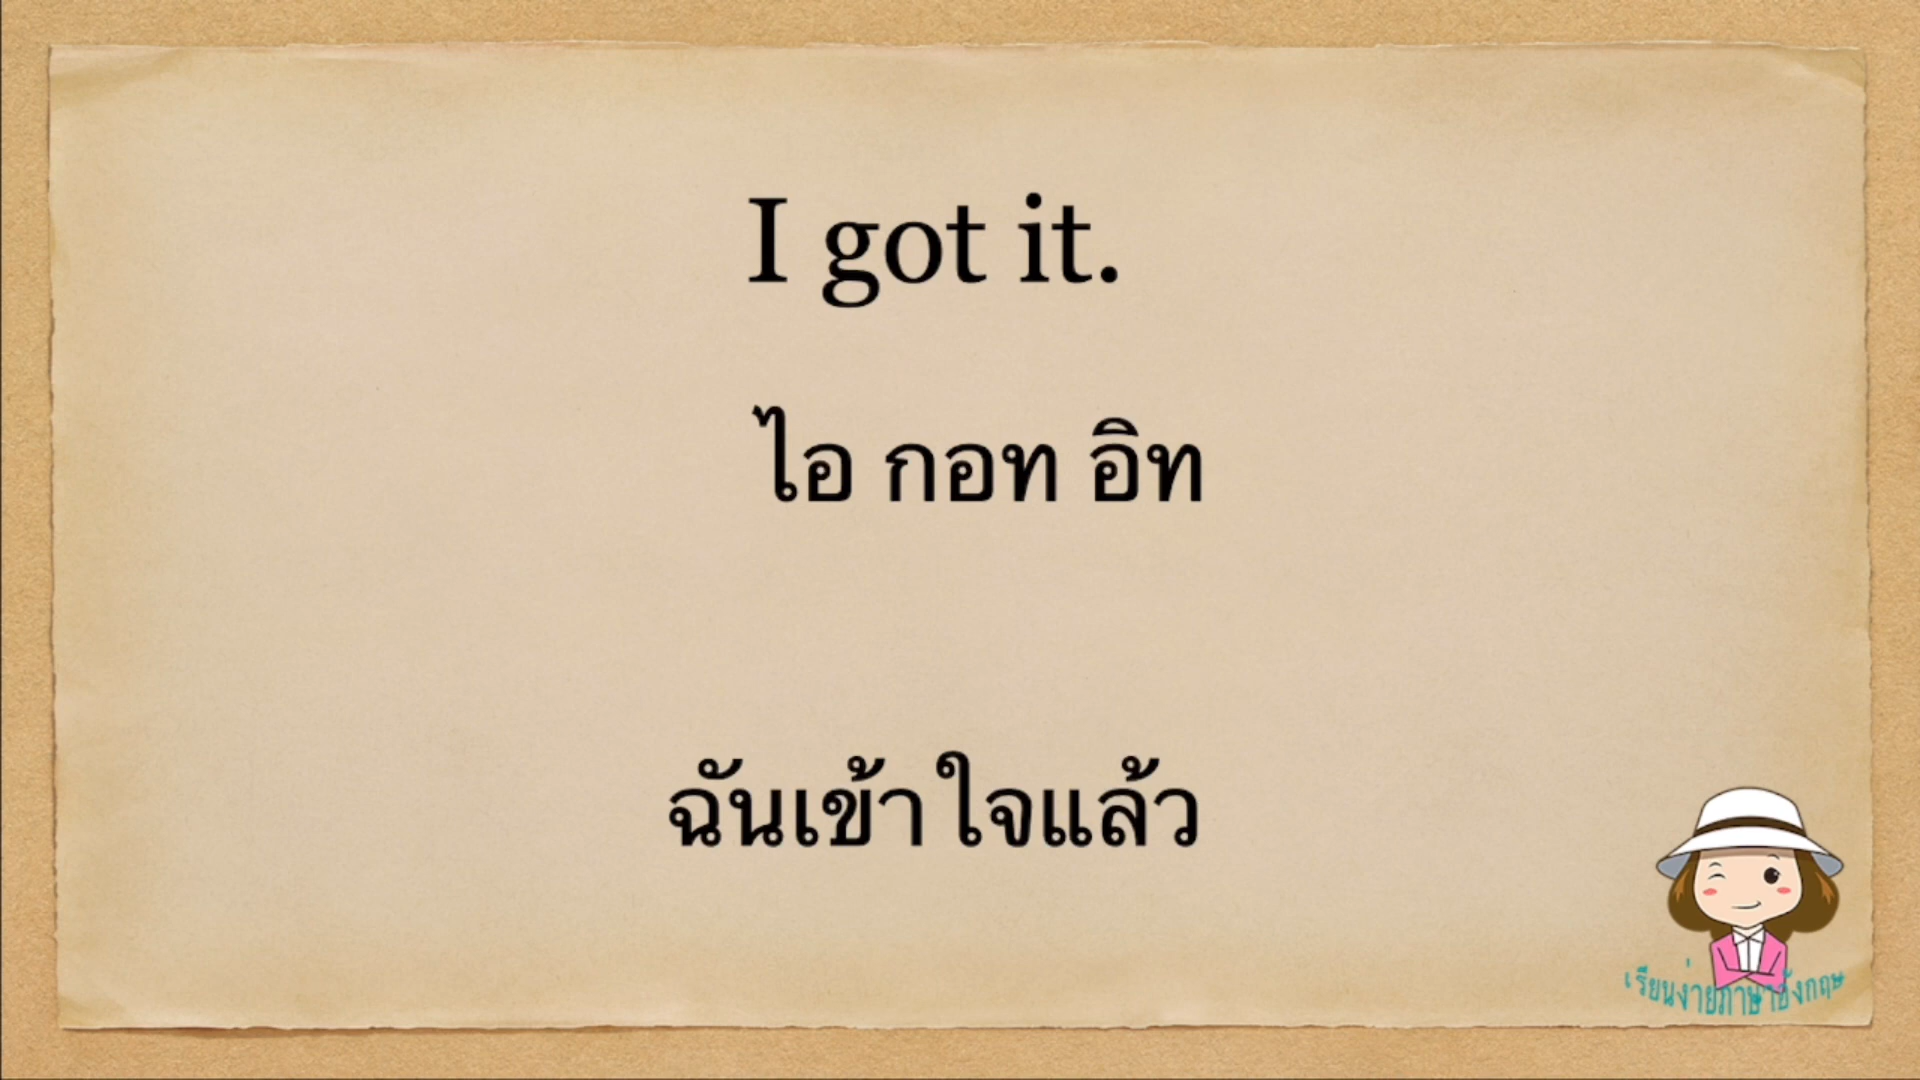 I got it.
ไอ กอท อิท
ฉันเข้าใจแล้ว
เรียนง่ายภาษาอังกฤษ